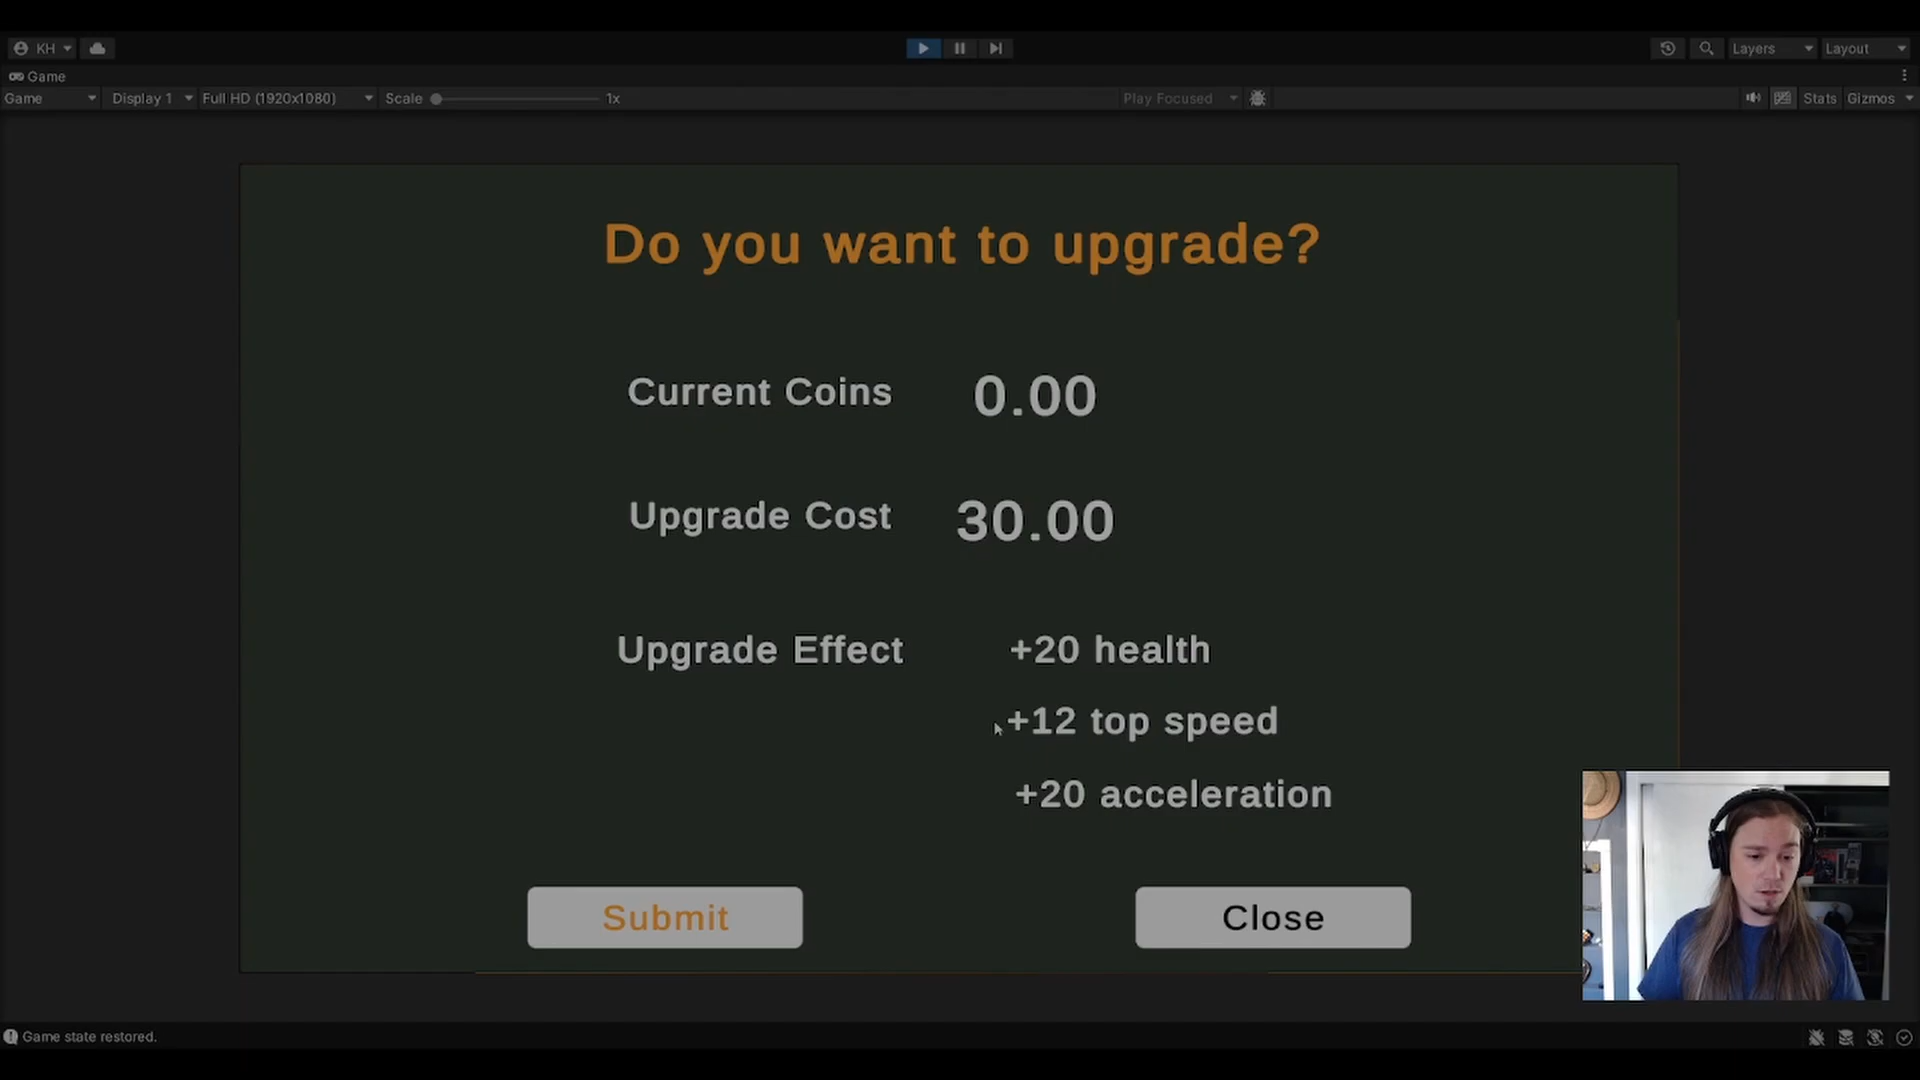 KH
Layers
Layout
Game
Game
Display 1
Full HD (1920x1080)
Scale
1x
Play Focused
Stats
Gizmos
Do you want to upgrade?
Current Coins
0.00
Upgrade Cost
30.00
Upgrade Effect
+20 health
+12 top speed
+20 acceleration
Submit
Close
Game state restored.